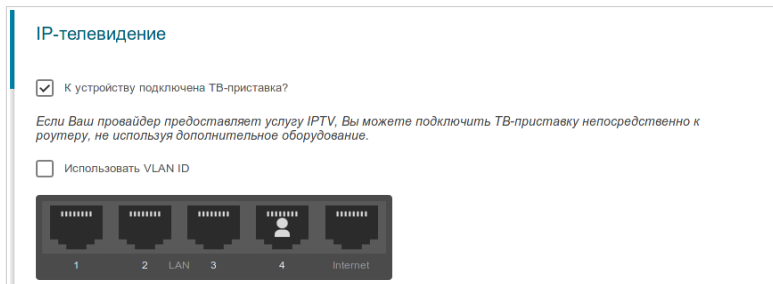 IP-телевидение
К устройству подключена ТВ-приставка?
Если Ваш провайдер предоставляет услугу IPTV, Вы можете подключить ТВ-приставку непосредственно к
роутеру, не используя дополнительное оборудование.
Использовать VLAN ID
1 2 LAN 3 4 Internet